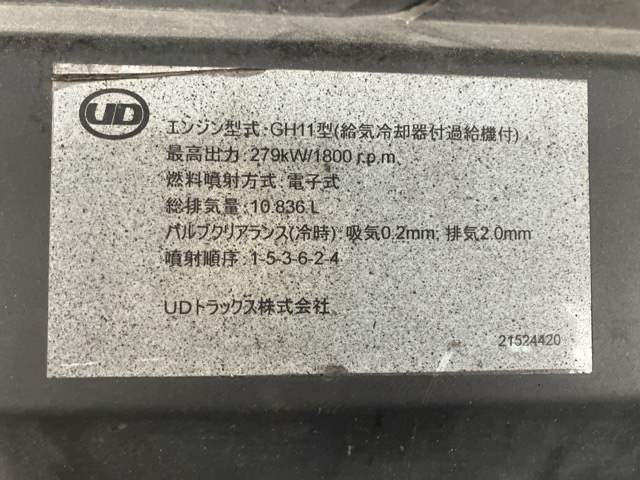 UD
エンジン型式:GH11型(給気冷却器付過給機付)
最高出力:279kW/1800 r.p.m.
燃料噴射方式:電子式
総排気量:10.836 L
バルブクリアランス(冷時):吸気0.2mm; 排気2.0mm
噴射順序:1-5-3-6-2-4
UDトラックス株式会社
21524420